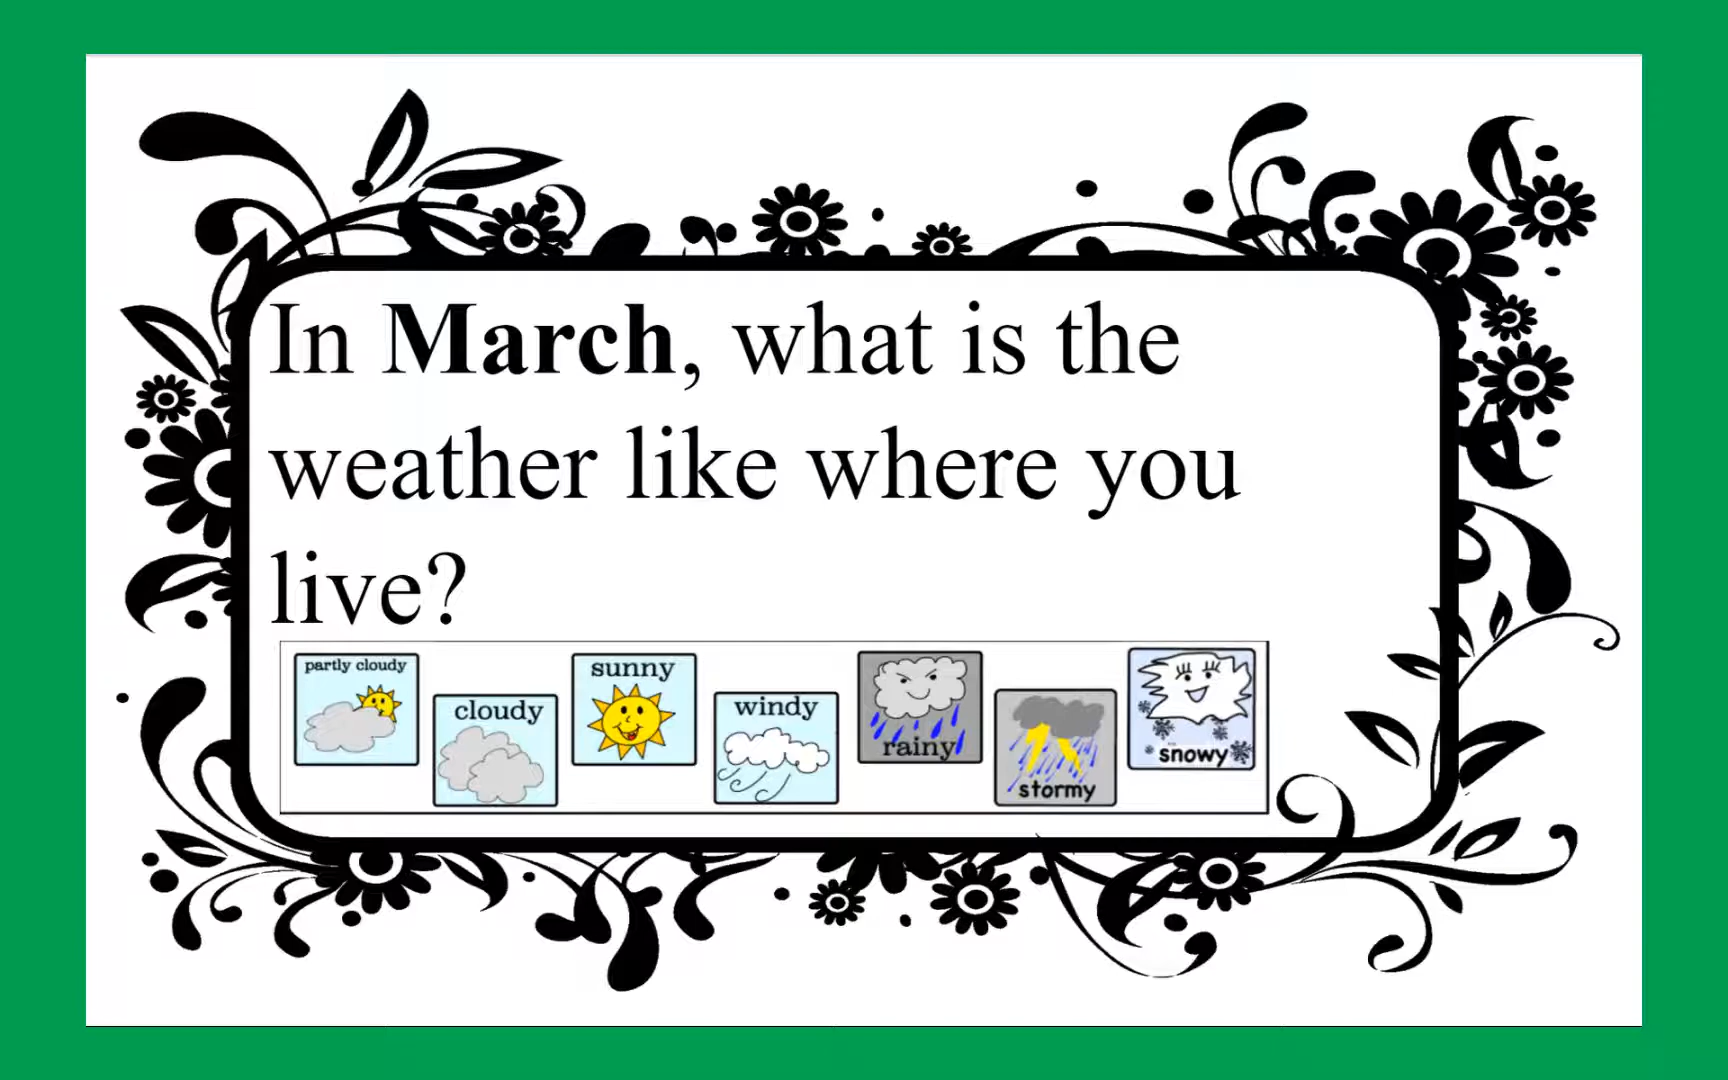 In March, what is the
weather like where you
live?
partly cloudy
cloudy
sunny
windy
rainy
stormy
snowy